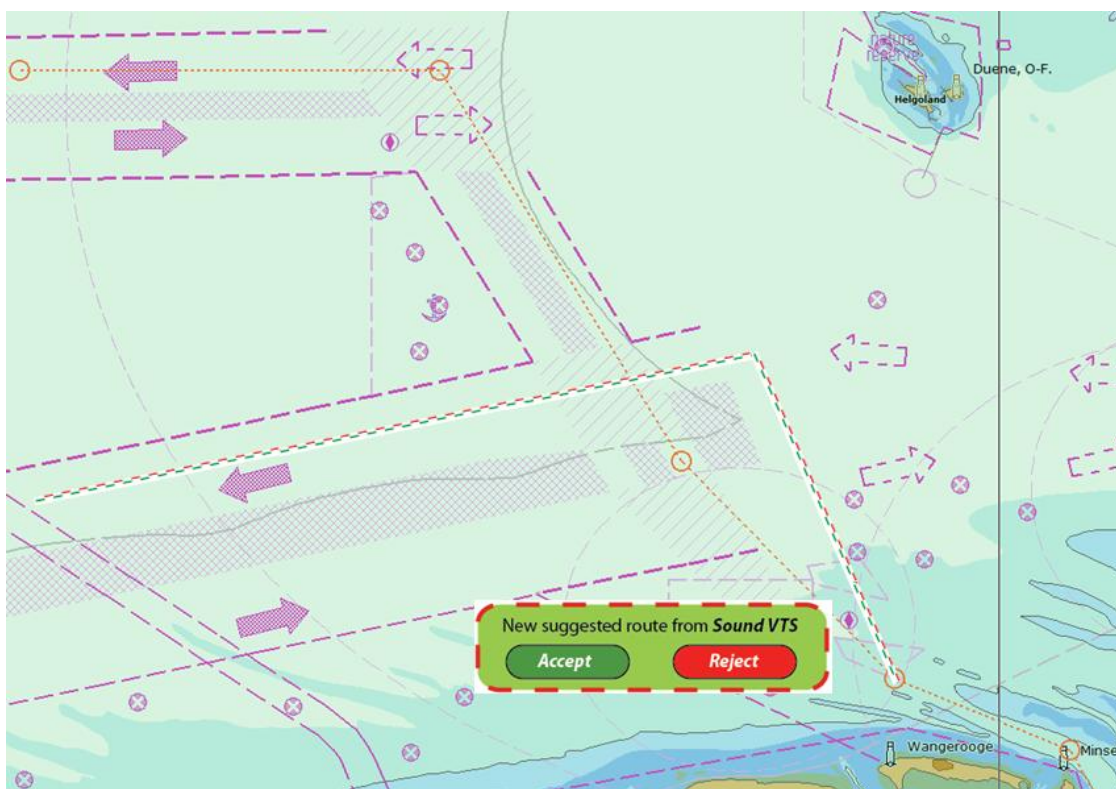 nature
reserve
Duene, O-F.
Helgoland
New suggested route from Sound VTS
Accept
Reject
Wangerooge
Minse